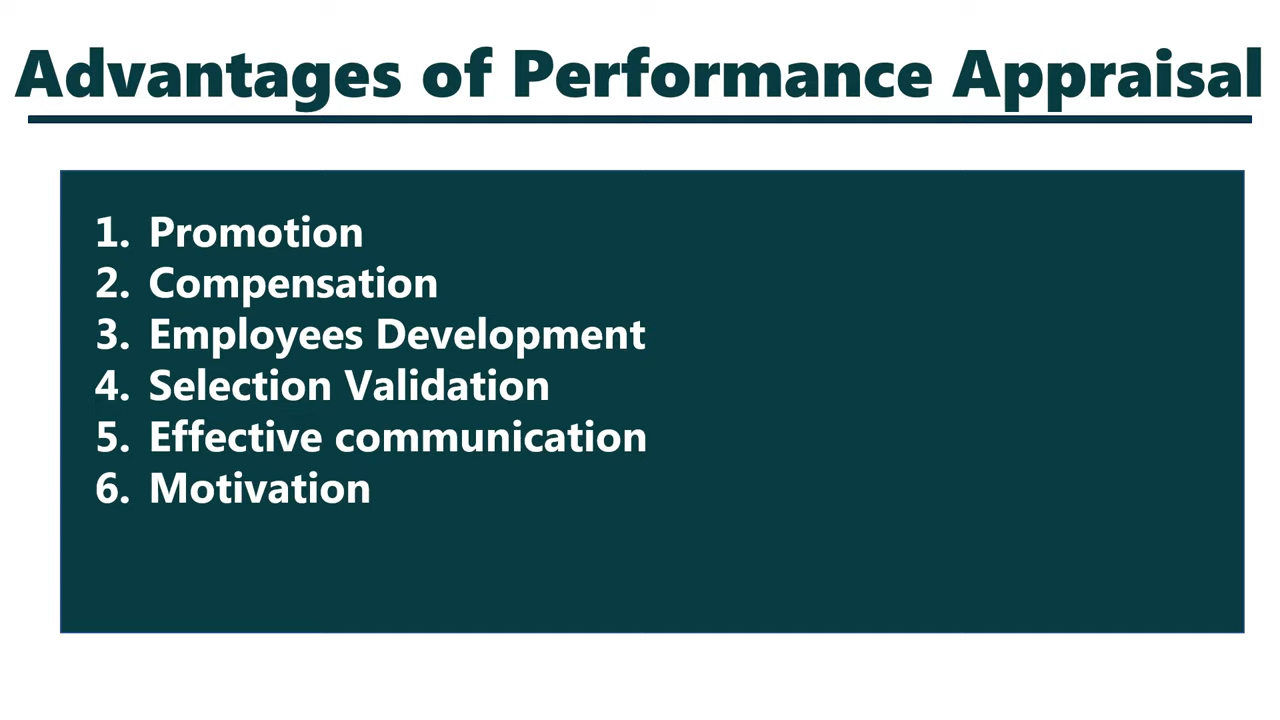 Advantages of Performance Appraisal
1. Promotion
2. Compensation
3. Employees Development
4. Selection Validation
5. Effective communication
6. Motivation